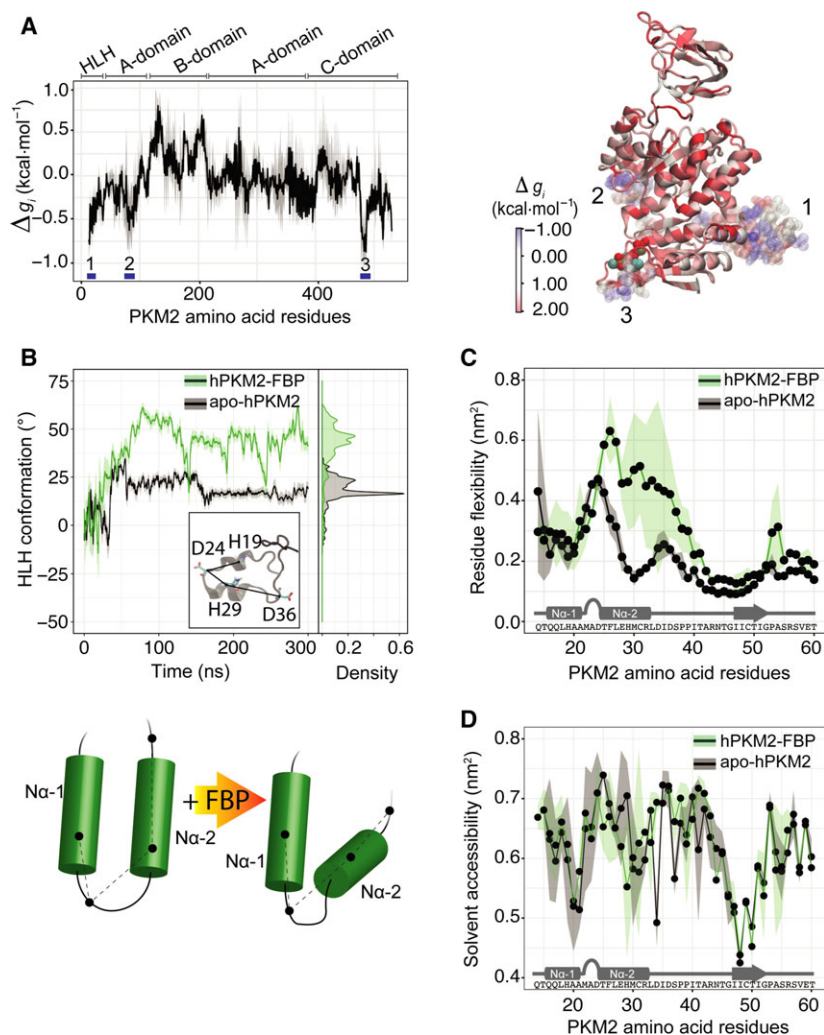 A
HLH
A-domain
B-domain
A-domain
C-domain
Δgi (kcal·mol−1)
1.0
0.5
0.0
−0.5
−1.0
1
2
3
0
200
400
PKM2 amino acid residues
Δ gi
(kcal·mol−1)
−1.00
0.00
1.00
2.00
1
2
3
B
hPKM2-FBP
apo-hPKM2
HLH conformation (°)
75
50
25
0
−25
−50
D24
H19
H29
D36
0
100
200
300
Time (ns)
0.2
0.6
Density
Nα-1
Nα-2
+ FBP
Nα-1
Nα-2
C
hPKM2-FBP
apo-hPKM2
Residue flexibility (nm2)
0.8
0.6
0.4
0.2
0.0
Nα-1
Nα-2
QTQQLHAAMADTFLEHMCRLDIDSPPITARNTGIICTIGPASRSVET
20
30
40
50
60
PKM2 amino acid residues
D
hPKM2-FBP
apo-hPKM2
Solvent accessibility (nm2)
0.8
0.7
0.6
0.5
0.4
Nα-1
Nα-2
QTQQLHAAMADTFLEHMCRLDIDSPPITARNTGIICTIGPASRSVET
20
30
40
50
60
PKM2 amino acid residues